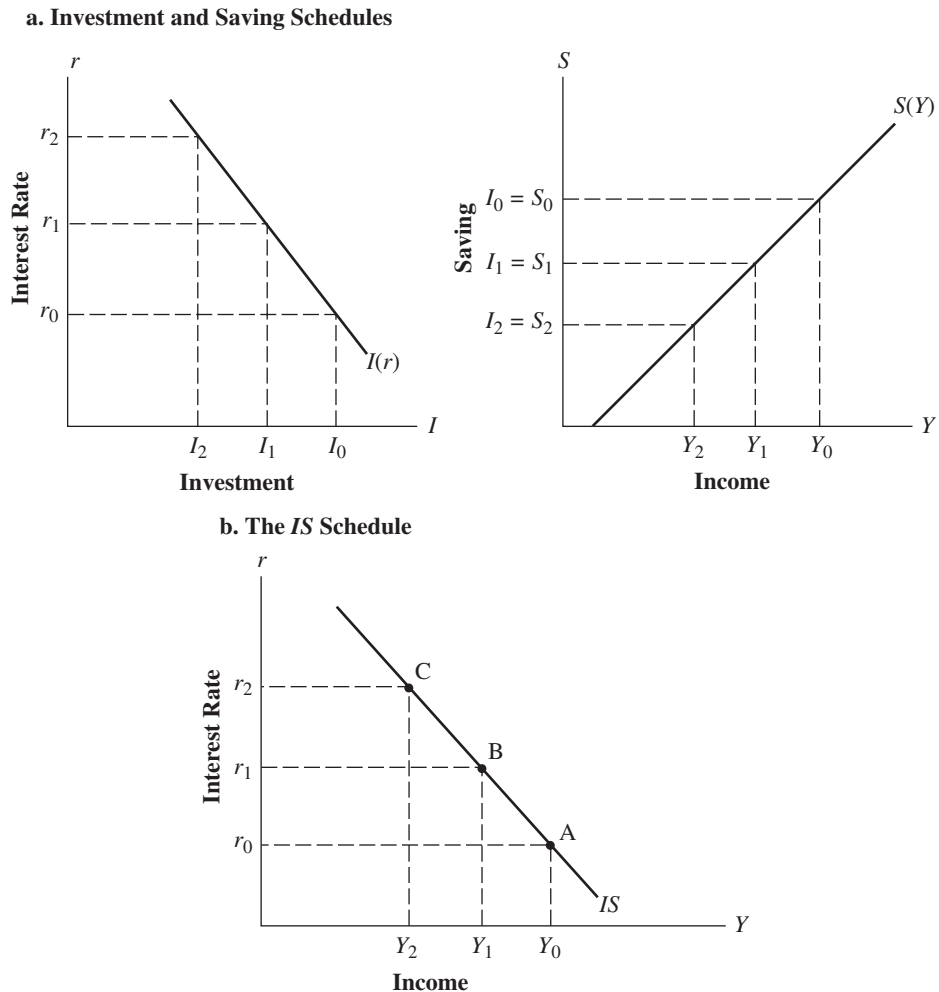 a. Investment and Saving Schedules
r
Interest Rate
r2
r1
r0
I(r)
I2 I1 I0 I
Investment
S
Saving
S(Y)
I0 = S0
I1 = S1
I2 = S2
Y2 Y1 Y0 Y
Income
b. The IS Schedule
r
Interest Rate
r2
C
r1
B
r0
A
IS
Y2 Y1 Y0 Y
Income